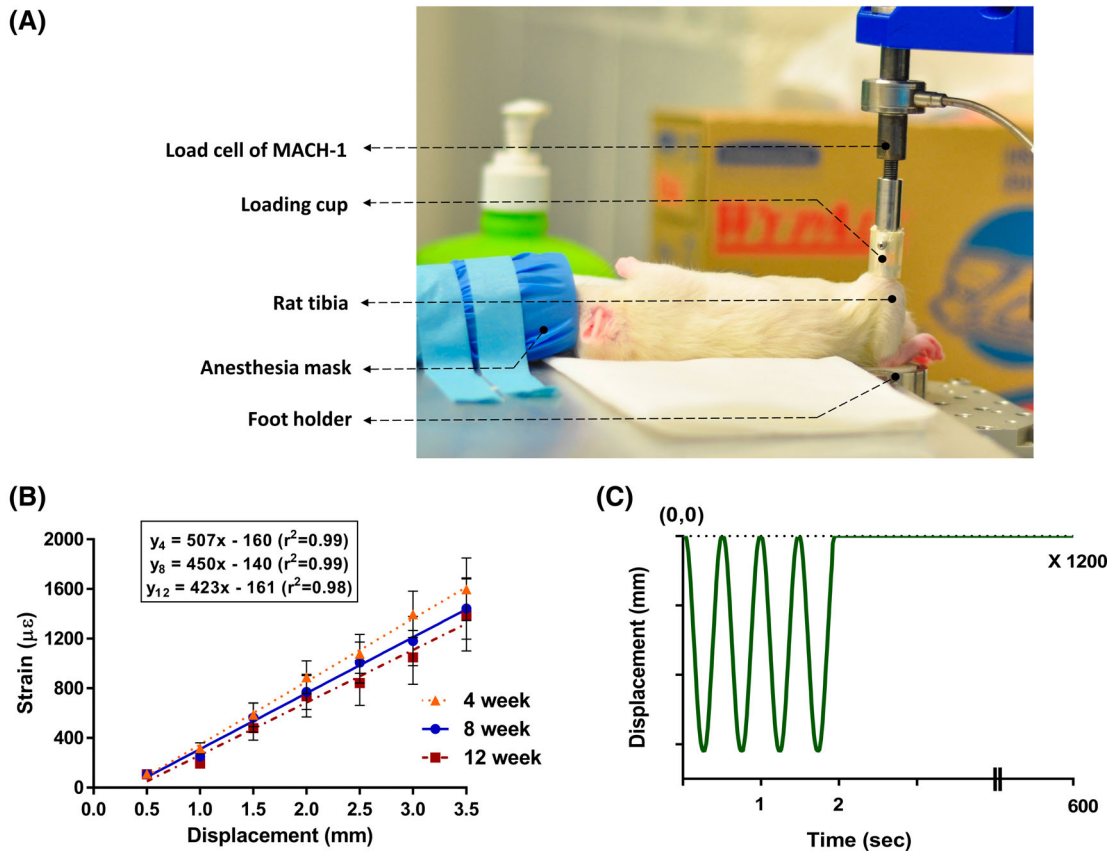 (A)
Load cell of MACH-1
Loading cup
Rat tibia
Anesthesia mask
Foot holder
(B)
y4 = 507x - 160 (r²=0.99)
y8 = 450x - 140 (r²=0.99)
y12 = 423x - 161 (r²=0.98)
2000
1600
1200
800
400
0
Strain (με)
4 week
8 week
12 week
0.0 0.5 1.0 1.5 2.0 2.5 3.0 3.5
Displacement (mm)
(C)
(0,0)
X 1200
Displacement (mm)
1 2 600
Time (sec)